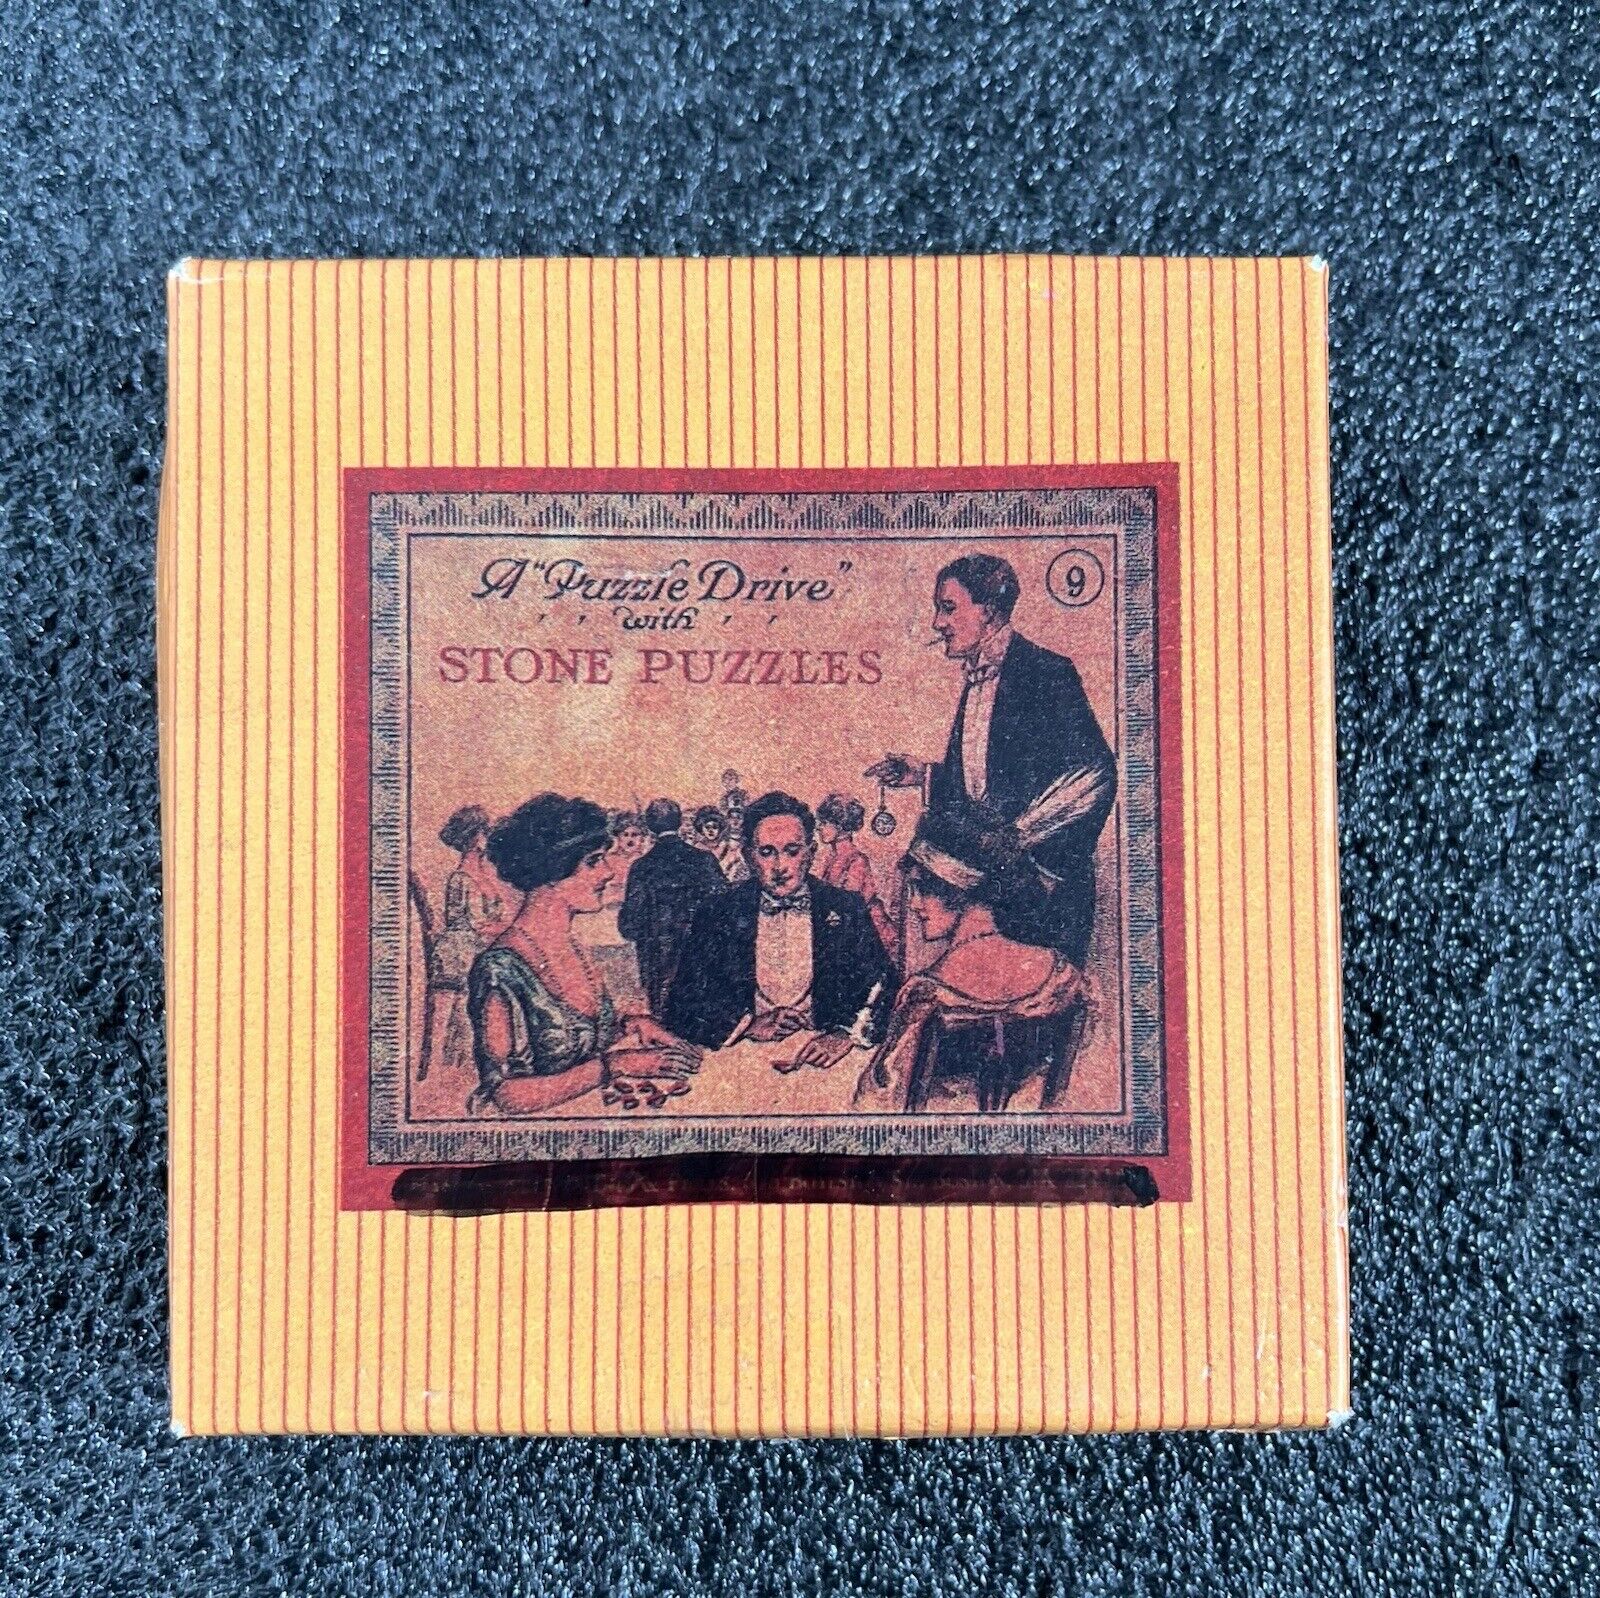 A "Puzzle Drive"
with
STONE PUZZLES
9